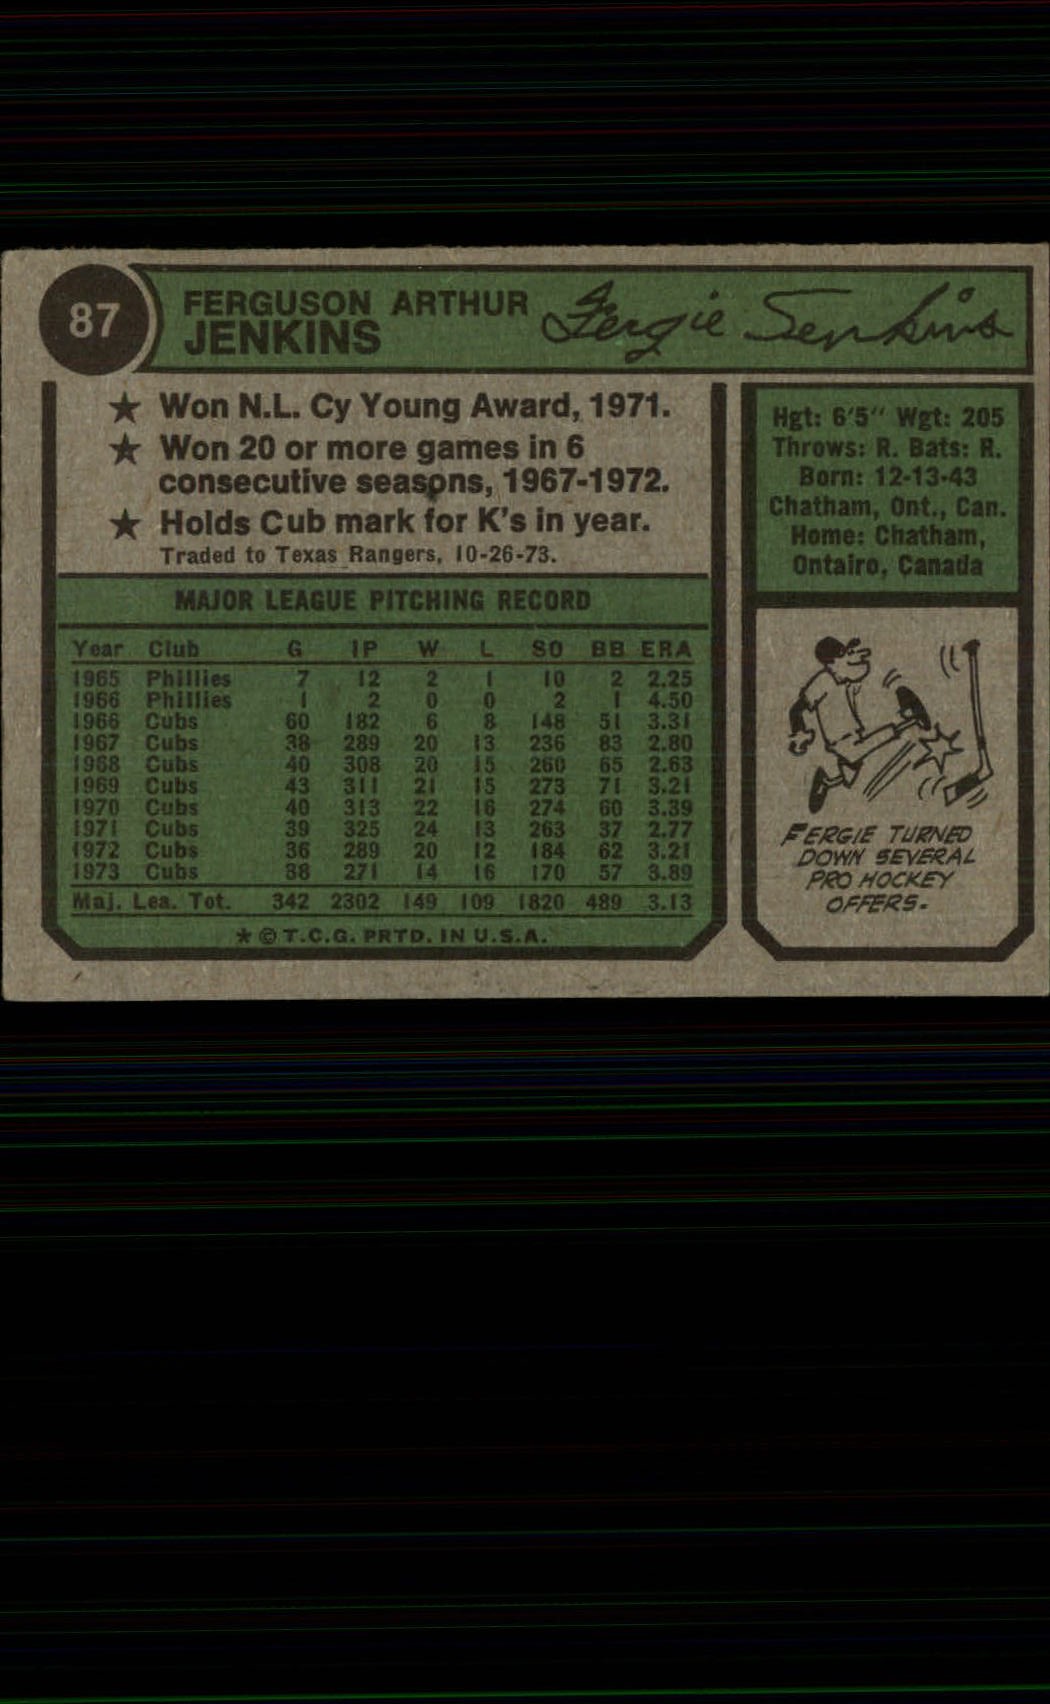 87
FERGUSON ARTHUR
JENKINS
Fergie Jenkins
★ Won N.L. Cy Young Award, 1971.
★ Won 20 or more games in 6
consecutive seasons, 1967-1972.
★ Holds Cub mark for K's in year.
Traded to Texas Rangers, 10-26-73.
MAJOR LEAGUE PITCHING RECORD
Year Club G IP W L SO BB ERA
1965 Phillies 7 12 2 1 10 2 2.25
1966 Phillies 1 2 0 0 2 1 4.50
1966 Cubs 60 182 6 8 148 51 3.31
1967 Cubs 38 289 20 13 236 83 2.80
1968 Cubs 40 308 20 15 260 65 2.63
1969 Cubs 43 311 21 15 273 71 3.21
1970 Cubs 40 313 22 16 274 60 3.39
1971 Cubs 39 325 24 13 263 37 2.77
1972 Cubs 36 289 20 12 184 62 3.21
1973 Cubs 38 271 14 16 170 57 3.89
Maj. Lea. Tot. 342 2302 149 109 1820 489 3.13
* © T.C.G. PRTD. IN U.S.A.
Hgt: 6'5" Wgt: 205
Throws: R. Bats: R.
Born: 12-13-43
Chatham, Ont., Can.
Home: Chatham,
Ontairo, Canada
FERGIE TURNED
DOWN SEVERAL
PRO HOCKEY
OFFERS.